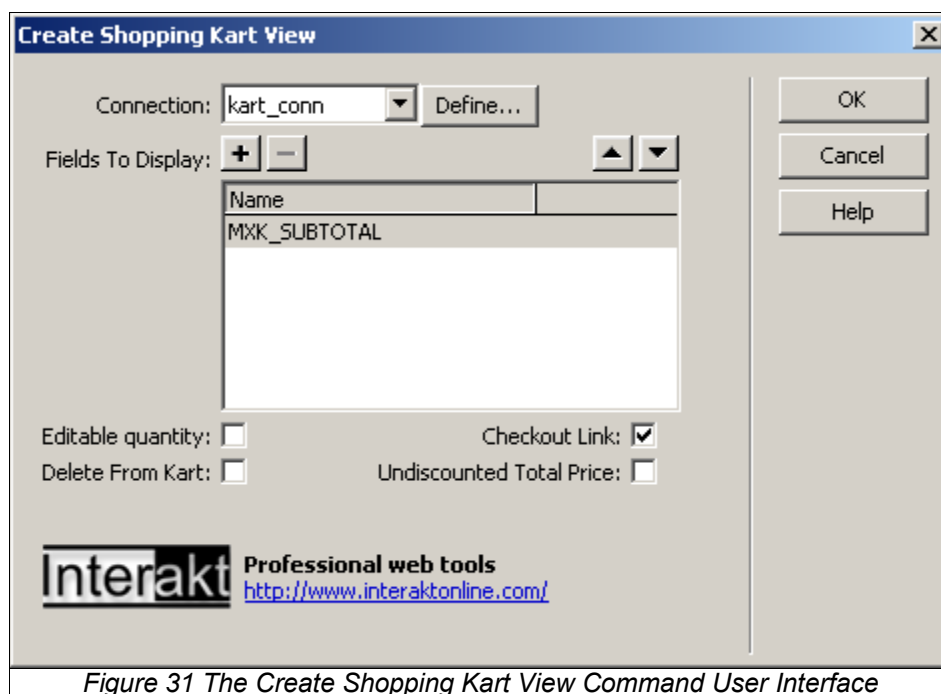 Create Shopping Kart View
Connection: kart_conn Define... OK
Fields To Display: + − Cancel
Name Help
MXK_SUBTOTAL
Editable quantity: Checkout Link:
Delete From Kart: Undiscounted Total Price:
Interakt Professional web tools
http://www.interaktonline.com/
Figure 31 The Create Shopping Kart View Command User Interface